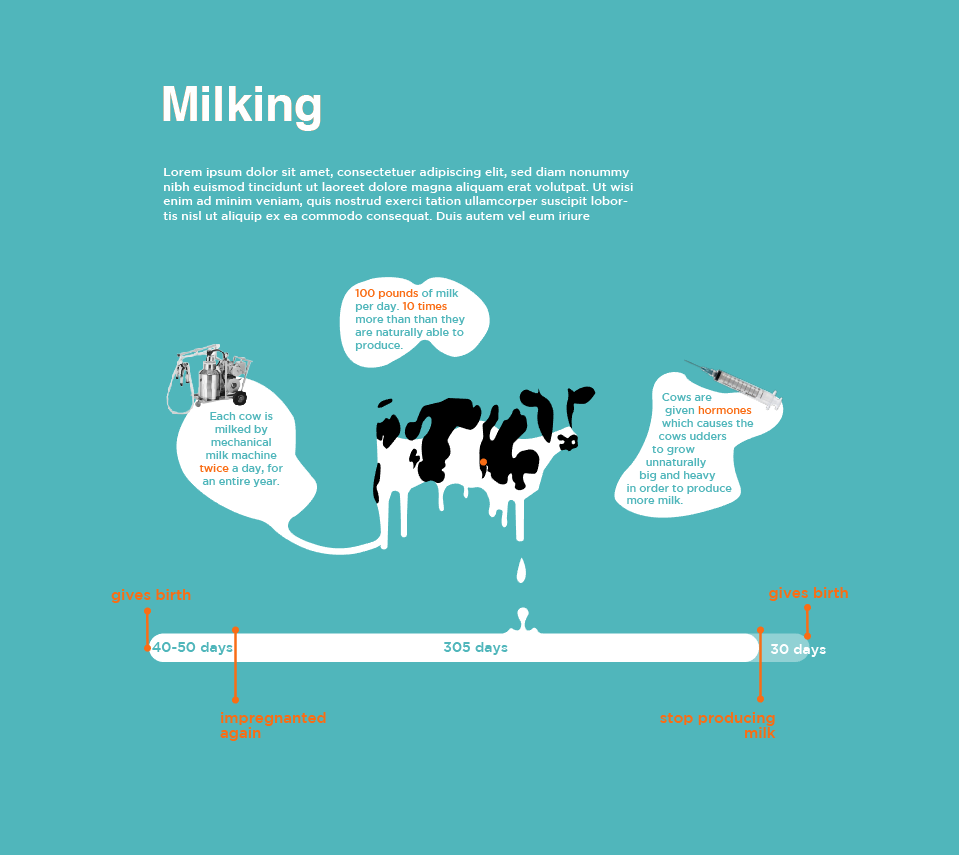 Milking
Lorem ipsum dolor sit amet, consectetuer adipiscing elit, sed diam nonummy
nibh euismod tincidunt ut laoreet dolore magna aliquam erat volutpat. Ut wisi
enim ad minim veniam, quis nostrud exerci tation ullamcorper suscipit lobor-
tis nisl ut aliquip ex ea commodo consequat. Duis autem vel eum iriure
100 pounds of milk
per day. 10 times
more than than they
are naturally able to
produce.
Each cow is
milked by
mechanical
milk machine
twice a day, for
an entire year.
Cows are
given hormones
which causes the
cows udders
to grow
unnaturally
big and heavy
in order to produce
more milk.
gives birth
gives birth
40-50 days
305 days
30 days
impregnanted
again
stop producing
milk